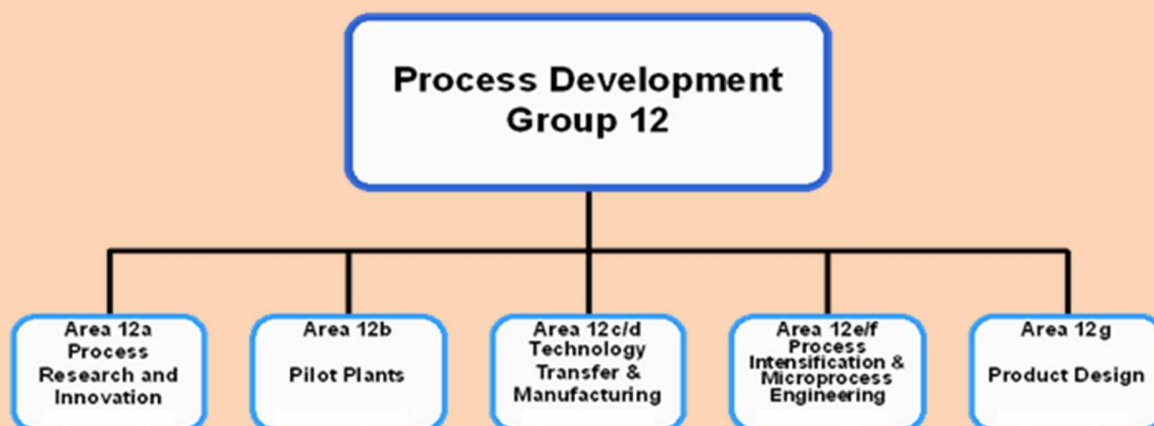 Process Development
Group 12
Area 12a
Process
Research and
Innovation
Area 12b
Pilot Plants
Area 12c/d
Technology
Transfer &
Manufacturing
Area 12e/f
Process
Intensification &
Microprocess
Engineering
Area 12g
Product Design